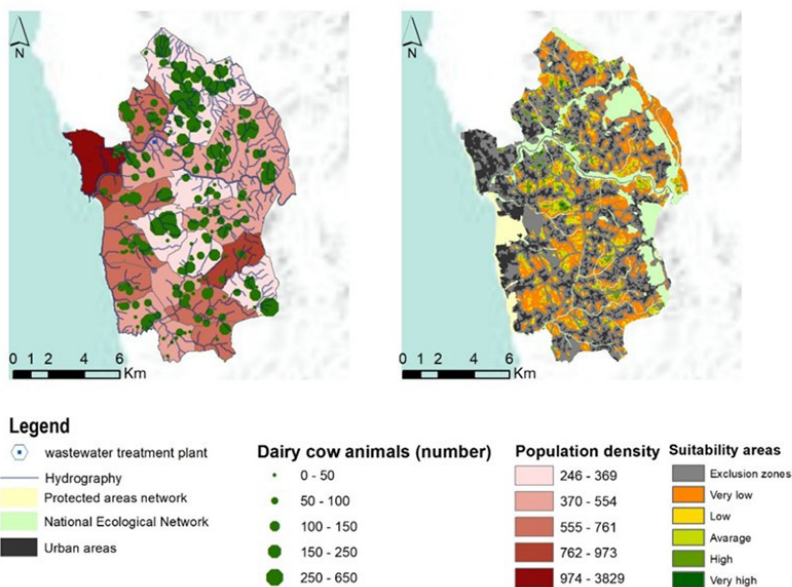 N
N
0 1 2 4 6
Km
0 1 2 4 6
Km
Legend
wastewater treatment plant
Hydrography
Protected areas network
National Ecological Network
Urban areas
Dairy cow animals (number)
0 - 50
50 - 100
100 - 150
150 - 250
250 - 650
Population density
246 - 369
370 - 554
555 - 761
762 - 973
974 - 3829
Suitability areas
Exclusion zones
Very low
Low
Avarage
High
Very high